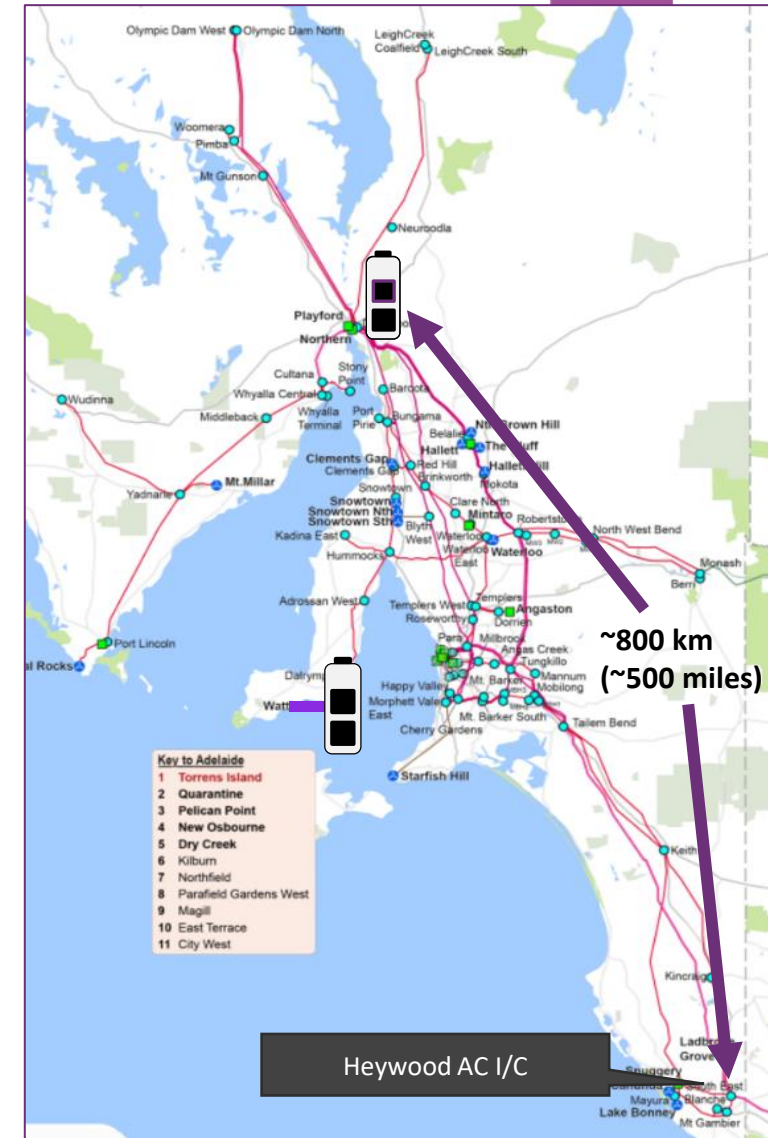 Olympic Dam West
Olympic Dam North
LeighCreek
Coalfield
LeighCreek South
Woomera
Pimba
Mt Gunson
Neuroodla
Playford
Northern
Cultana
Stony
Point
Whyalla Central
Whyalla
Terminal
Wudinna
Middleback
Port
Pirie
Baroota
Bungama
Belalie
Nth Brown Hill
Hallett
The Bluff
Hallett Hill
Mokota
Clements Gap
Clements Gap
Red Hill
Brinkworth
Yadnarie
Mt.Millar
Snowtown
Snowtown
Snowtown Nth
Snowtown Sth
Clare North
Mintaro
Blyth
West
Waterloo
Waterloo
East
Waterloo
Robertstown
North West Bend
Kadina East
Hummocks
Monash
Berri
Adrossan West
Templers
Templers West
Angaston
Roseworthy
Dorrien
Port Lincoln
Para
Millbrook
Angas Creek
Tungkillo
~800 km
(~500 miles)
Happy Valley
Mt. Barker
Mannum
Mobilong
Morphett Vale
East
Mt. Barker South
Cherry Gardens
Tailem Bend
Starfish Hill
Key to Adelaide
1 Torrens Island
2 Quarantine
3 Pelican Point
4 New Osbourne
5 Dry Creek
6 Kilburn
7 Northfield
8 Parafield Gardens West
9 Magill
10 East Terrace
11 City West
Keith
Kincraig
Heywood AC I/C
Grove
Snuggery
South East
Mayura
Blanche
Lake Bonney
Mt Gambier